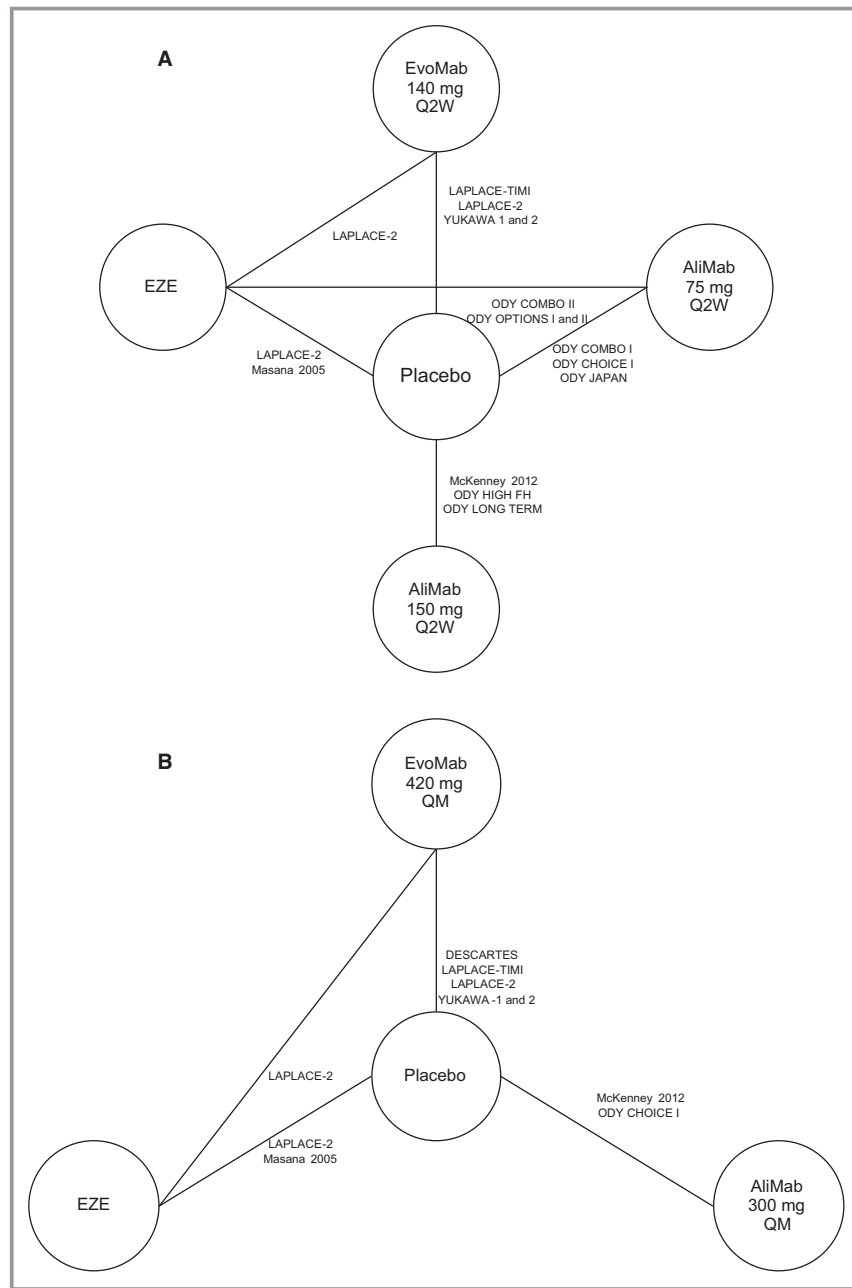 A
EvoMab
140 mg
Q2W
LAPLACE-TIMI
LAPLACE-2
YUKAWA 1 and 2
LAPLACE-2
EZE
AliMab
75 mg
Q2W
ODY COMBO II
ODY OPTIONS I and II
LAPLACE-2
Masana 2005
Placebo
ODY COMBO I
ODY CHOICE I
ODY JAPAN
McKenney 2012
ODY HIGH FH
ODY LONG TERM
AliMab
150 mg
Q2W
B
EvoMab
420 mg
QM
DESCARTES
LAPLACE-TIMI
LAPLACE-2
YUKAWA -1 and 2
LAPLACE-2
Placebo
McKenney 2012
ODY CHOICE I
LAPLACE-2
Masana 2005
EZE
AliMab
300 mg
QM